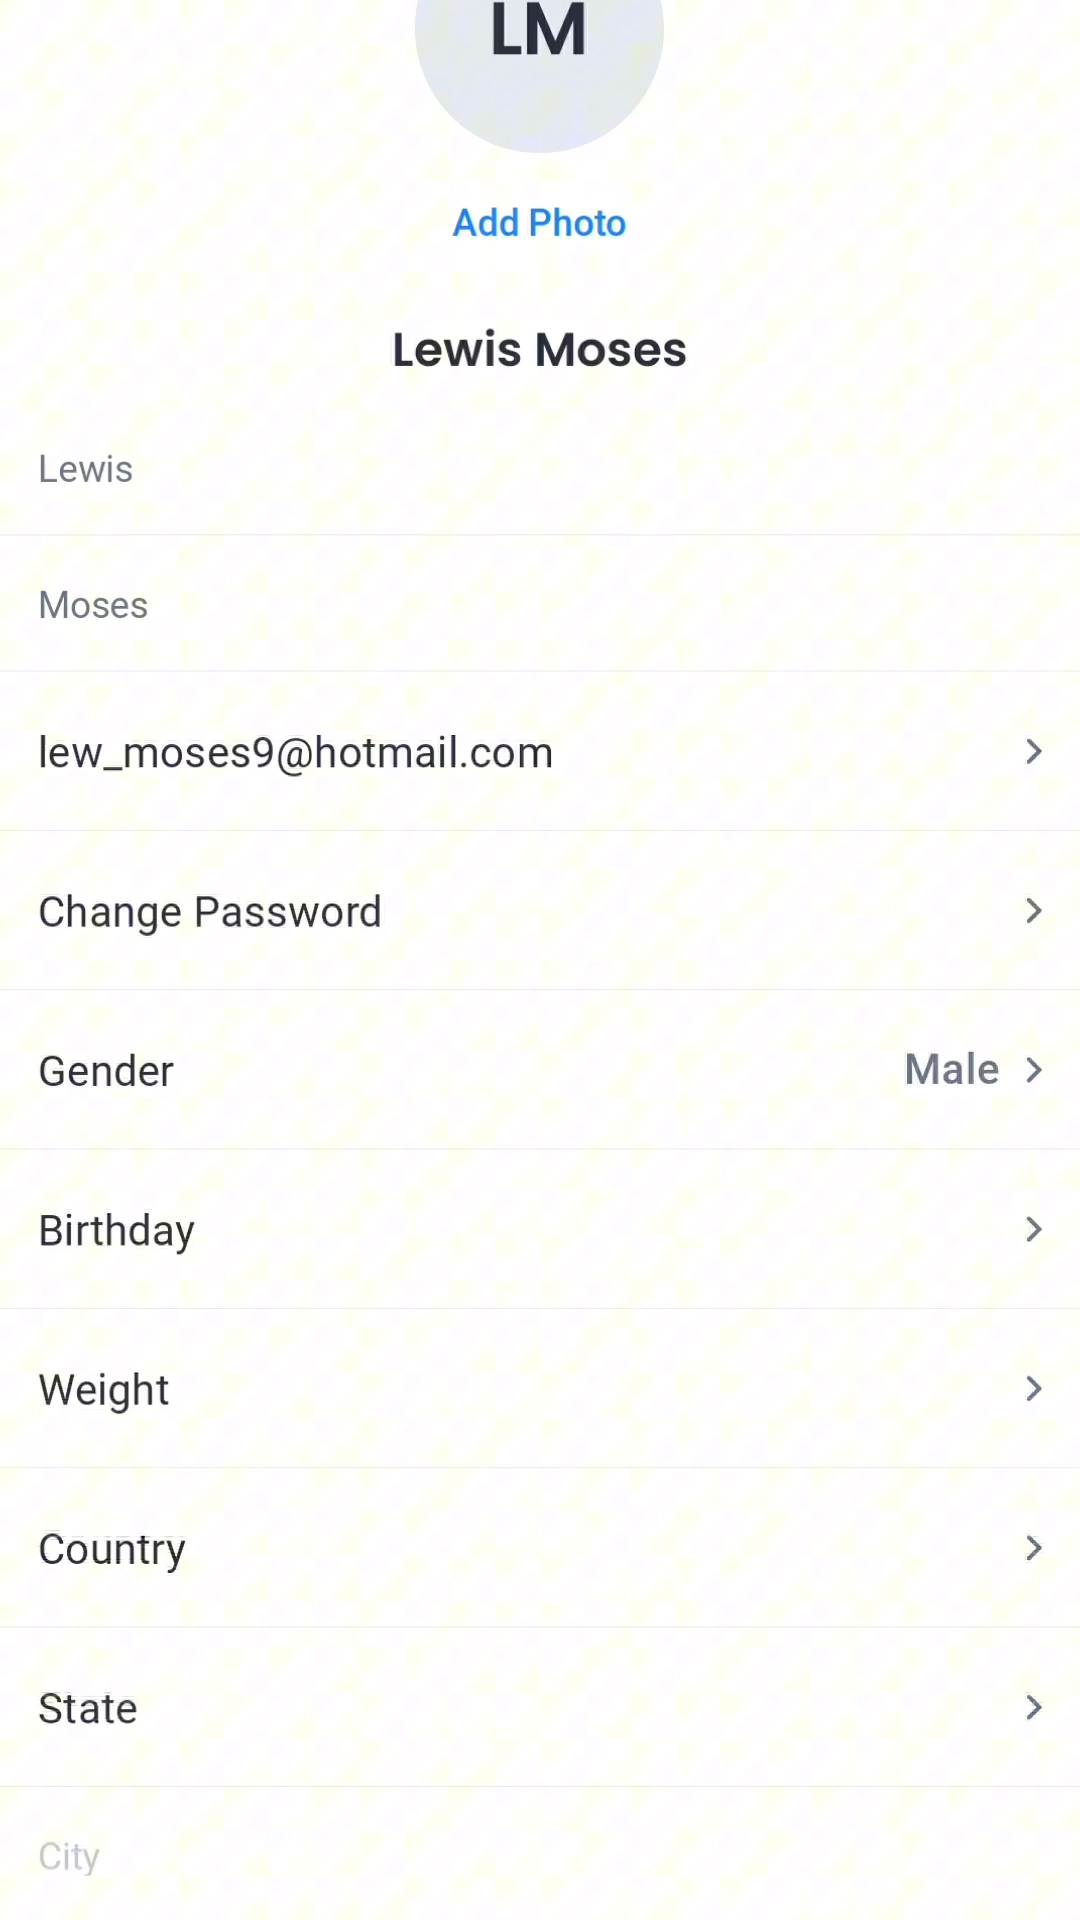 LM
Add Photo
Lewis Moses
Lewis
Moses
lew_moses9@hotmail.com
Change Password
Gender Male
Birthday
Weight
Country
State
City